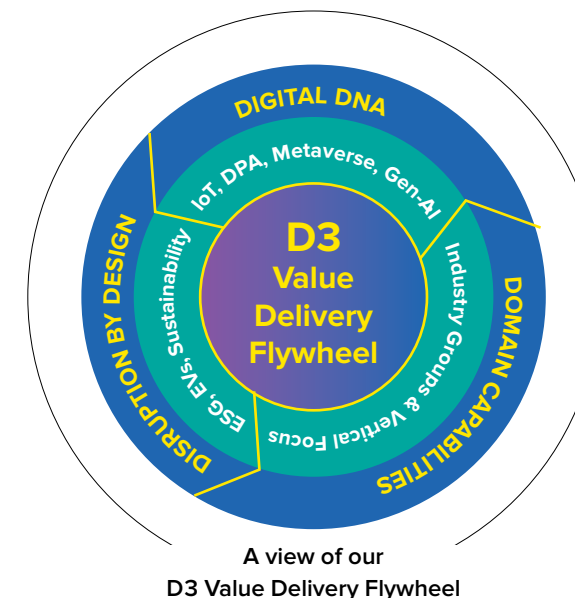 DIGITAL DNA
IoT, DPA, Metaverse, Gen-AI
DOMAIN CAPABILITIES
Industry Groups & Vertical Focus
DISRUPTION BY DESIGN
ESG, EVs, Sustainability
D3
Value
Delivery
Flywheel
A view of our
D3 Value Delivery Flywheel